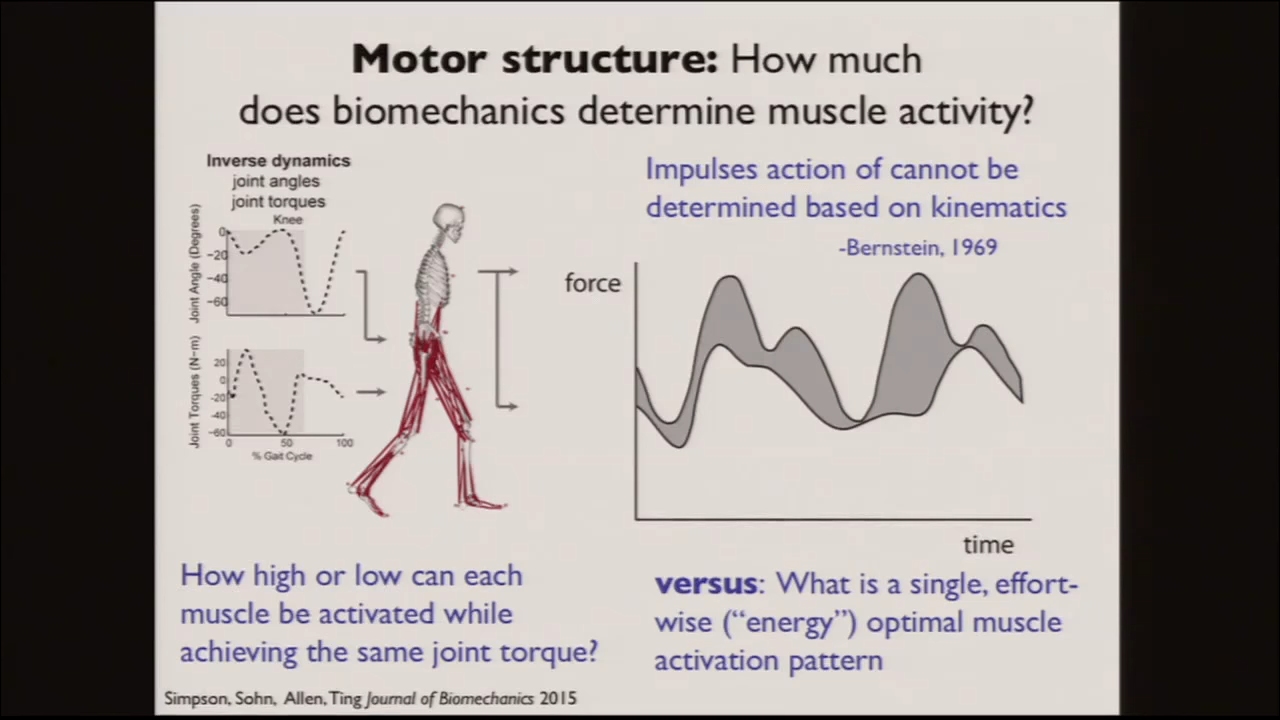 Motor structure: How much
does biomechanics determine muscle activity?
Inverse dynamics
joint angles
joint torques
Knee
Joint Angle (Degrees)
0
-20
-40
-60
Joint Torques (N-m)
20
0
-20
-40
-60
0
50
100
% Gait Cycle
Impulses action of cannot be
determined based on kinematics
-Bernstein, 1969
force
time
How high or low can each
muscle be activated while
achieving the same joint torque?
versus: What is a single, effort-
wise ("energy") optimal muscle
activation pattern
Simpson, Sohn, Allen, Ting Journal of Biomechanics 2015